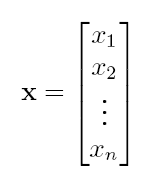 x = [x₁
x₂
⋮
xₙ]